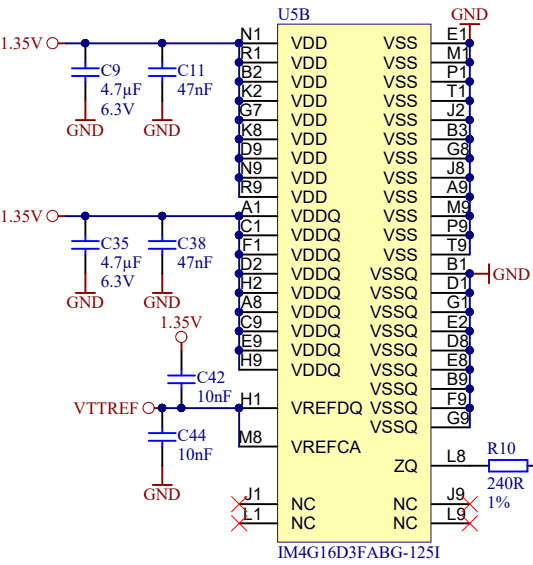 U5B GND
1.35V N1 VDD VSS E1
R1 VDD VSS M1
C9 C11 B2 VDD VSS P1
4.7µF 47nF K2 VDD VSS T1
6.3V G7 VDD VSS J2
GND GND K8 VDD VSS B3
D9 VDD VSS G8
N9 VDD VSS J8
R9 VDD VSS A9
1.35V A1 VDDQ VSS M9
C1 VDDQ VSS P9
C35 C38 F1 VDDQ VSS T9
4.7µF 47nF D2 VDDQ VSSQ B1 GND
6.3V H2 VDDQ VSSQ D1
GND GND A8 VDDQ VSSQ G1
1.35V C9 VDDQ VSSQ E2
E9 VDDQ VSSQ D8
H9 VDDQ VSSQ E8
C42 VSSQ B9
10nF
VTTREF H1 VREFDQ VSSQ F9
VSSQ G9
C44 M8 VREFCA
10nF ZQ L8 R10
GND 240R
J1 NC NC J9 1%
L1 NC NC L9
IM4G16D3FABG-125I